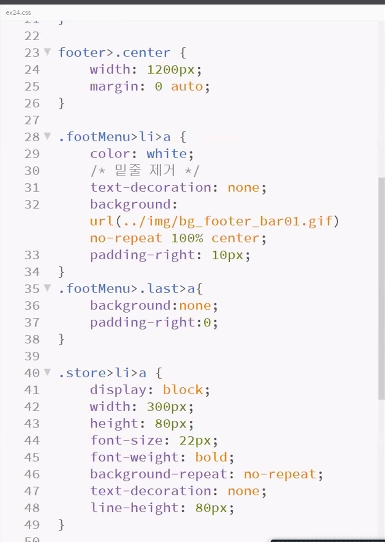 ex24.css
21 }
22
23 footer>.center {
24 width: 1200px;
25 margin: 0 auto;
26 }
27
28 .footMenu>li>a {
29 color: white;
30 /* 밑줄 제거 */
31 text-decoration: none;
32 background:
url(../img/bg_footer_bar01.gif)
no-repeat 100% center;
33 padding-right: 10px;
34 }
35 .footMenu>.last>a{
36 background:none;
37 padding-right:0;
38 }
39
40 .store>li>a {
41 display: block;
42 width: 300px;
43 height: 80px;
44 font-size: 22px;
45 font-weight: bold;
46 background-repeat: no-repeat;
47 text-decoration: none;
48 line-height: 80px;
49 }
50